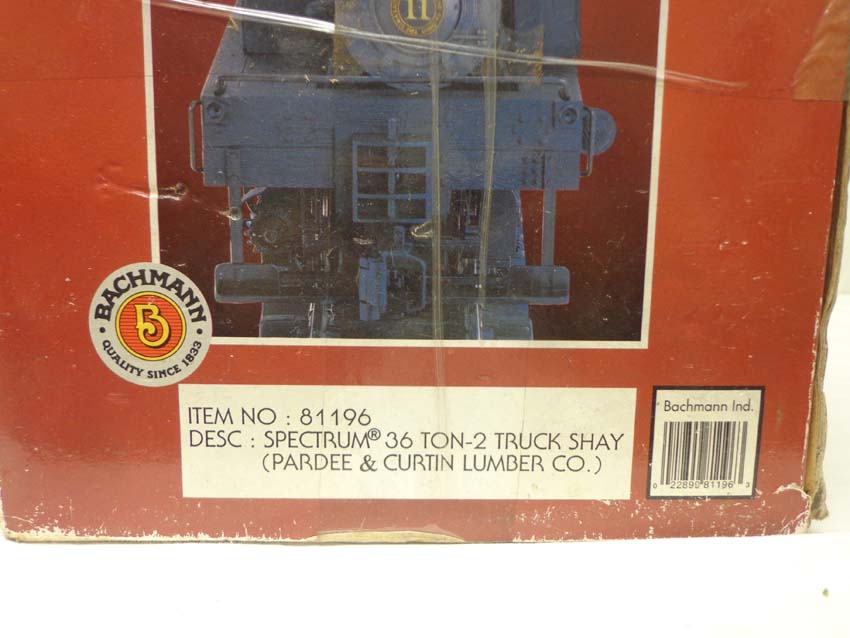 11
BACHMANN
B
QUALITY SINCE 1833
ITEM NO : 81196
DESC : SPECTRUM® 36 TON-2 TRUCK SHAY
(PARDEE & CURTIN LUMBER CO.)
Bachmann Ind.
0 22899 81196 3